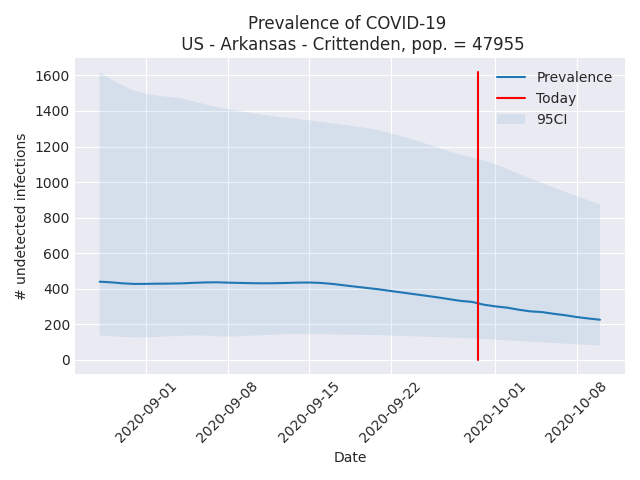 Prevalence of COVID-19
US - Arkansas - Crittenden, pop. = 47955
Prevalence
Today
95CI
# undetected infections
1600
1400
1200
1000
800
600
400
200
0
2020-09-01
2020-09-08
2020-09-15
2020-09-22
2020-10-01
2020-10-08
Date